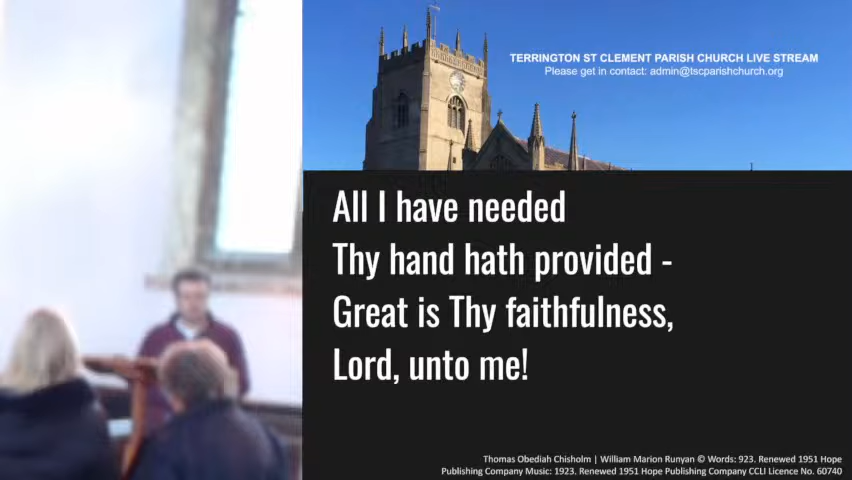 TERRINGTON ST CLEMENT PARISH CHURCH LIVE STREAM
Please get in contact: admin@tscparishchurch.org
All I have needed
Thy hand hath provided -
Great is Thy faithfulness,
Lord, unto me!
Thomas Obediah Chisholm | William Marion Runyan © Words: 923. Renewed 1951 Hope
Publishing Company Music: 1923. Renewed 1951 Hope Publishing Company CCLI Licence No. 60740